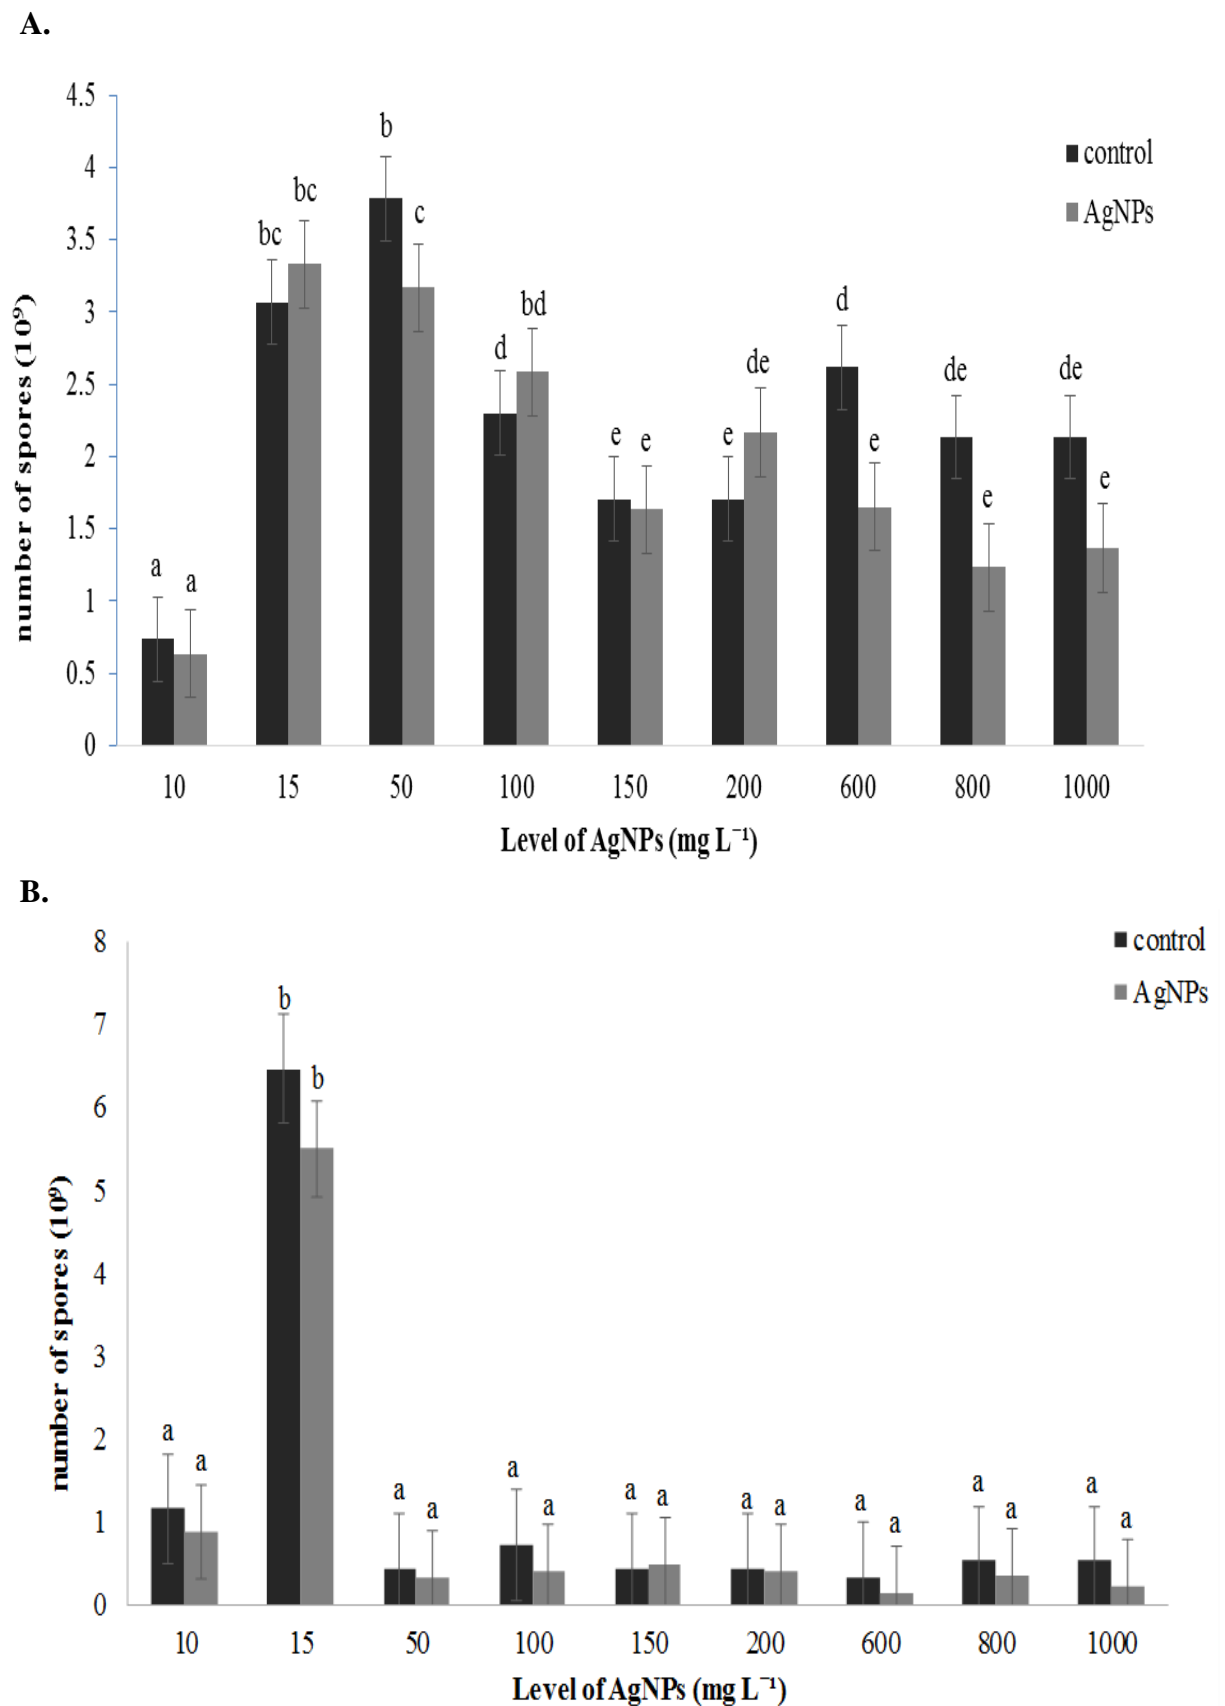 A.
4.5
4
3.5
3
2.5
2
1.5
1
0.5
0
number of spores (10⁹)
control
AgNPs
a a bc bc b c d bd e e e de d e de e de e
10 15 50 100 150 200 600 800 1000
Level of AgNPs (mg L⁻¹)
B.
8
7
6
5
4
3
2
1
0
number of spores (10⁹)
control
AgNPs
a a b b a a a a a a a a a a a a a a
10 15 50 100 150 200 600 800 1000
Level of AgNPs (mg L⁻¹)